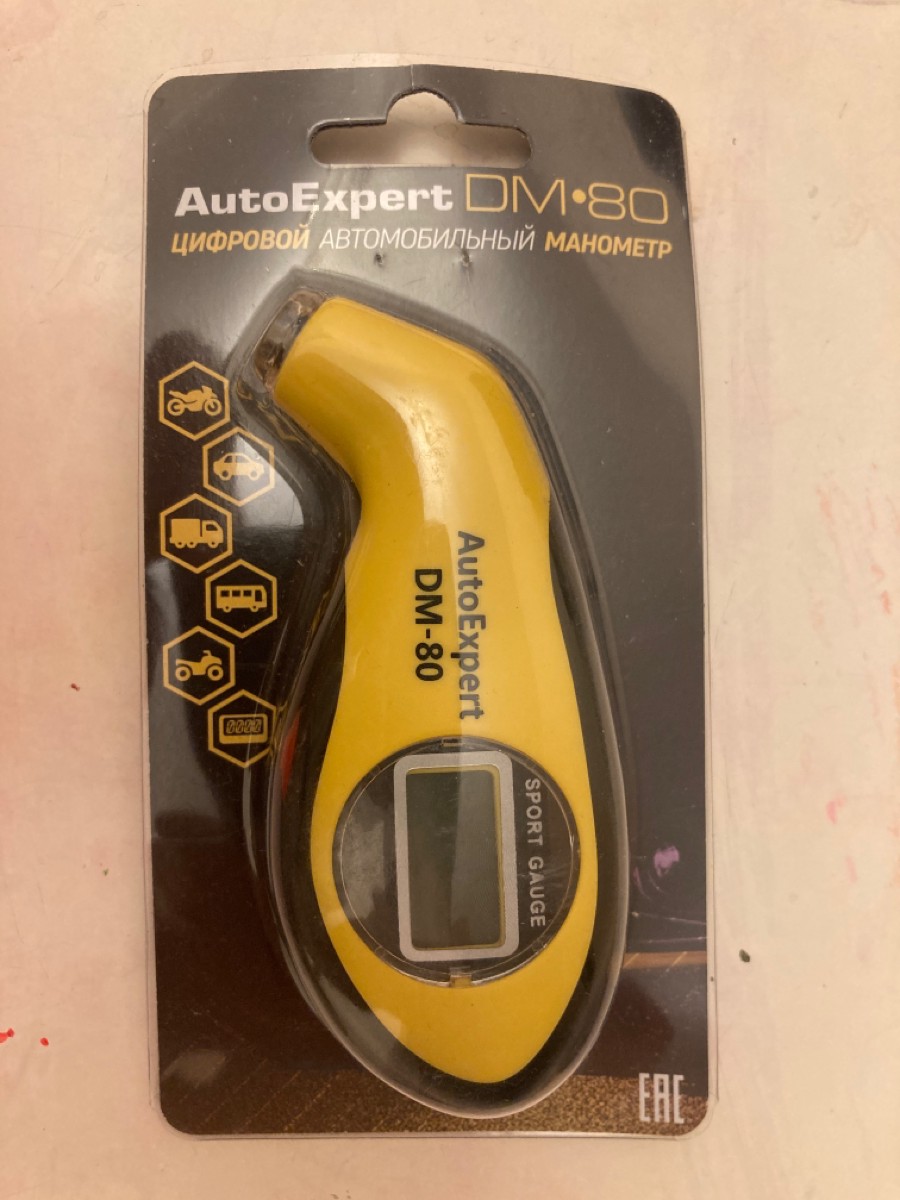 AutoExpert DM•80
ЦИФРОВОЙ АВТОМОБИЛЬНЫЙ МАНОМЕТР
AutoExpert
DM-80
SPORT GAUGE
EAC